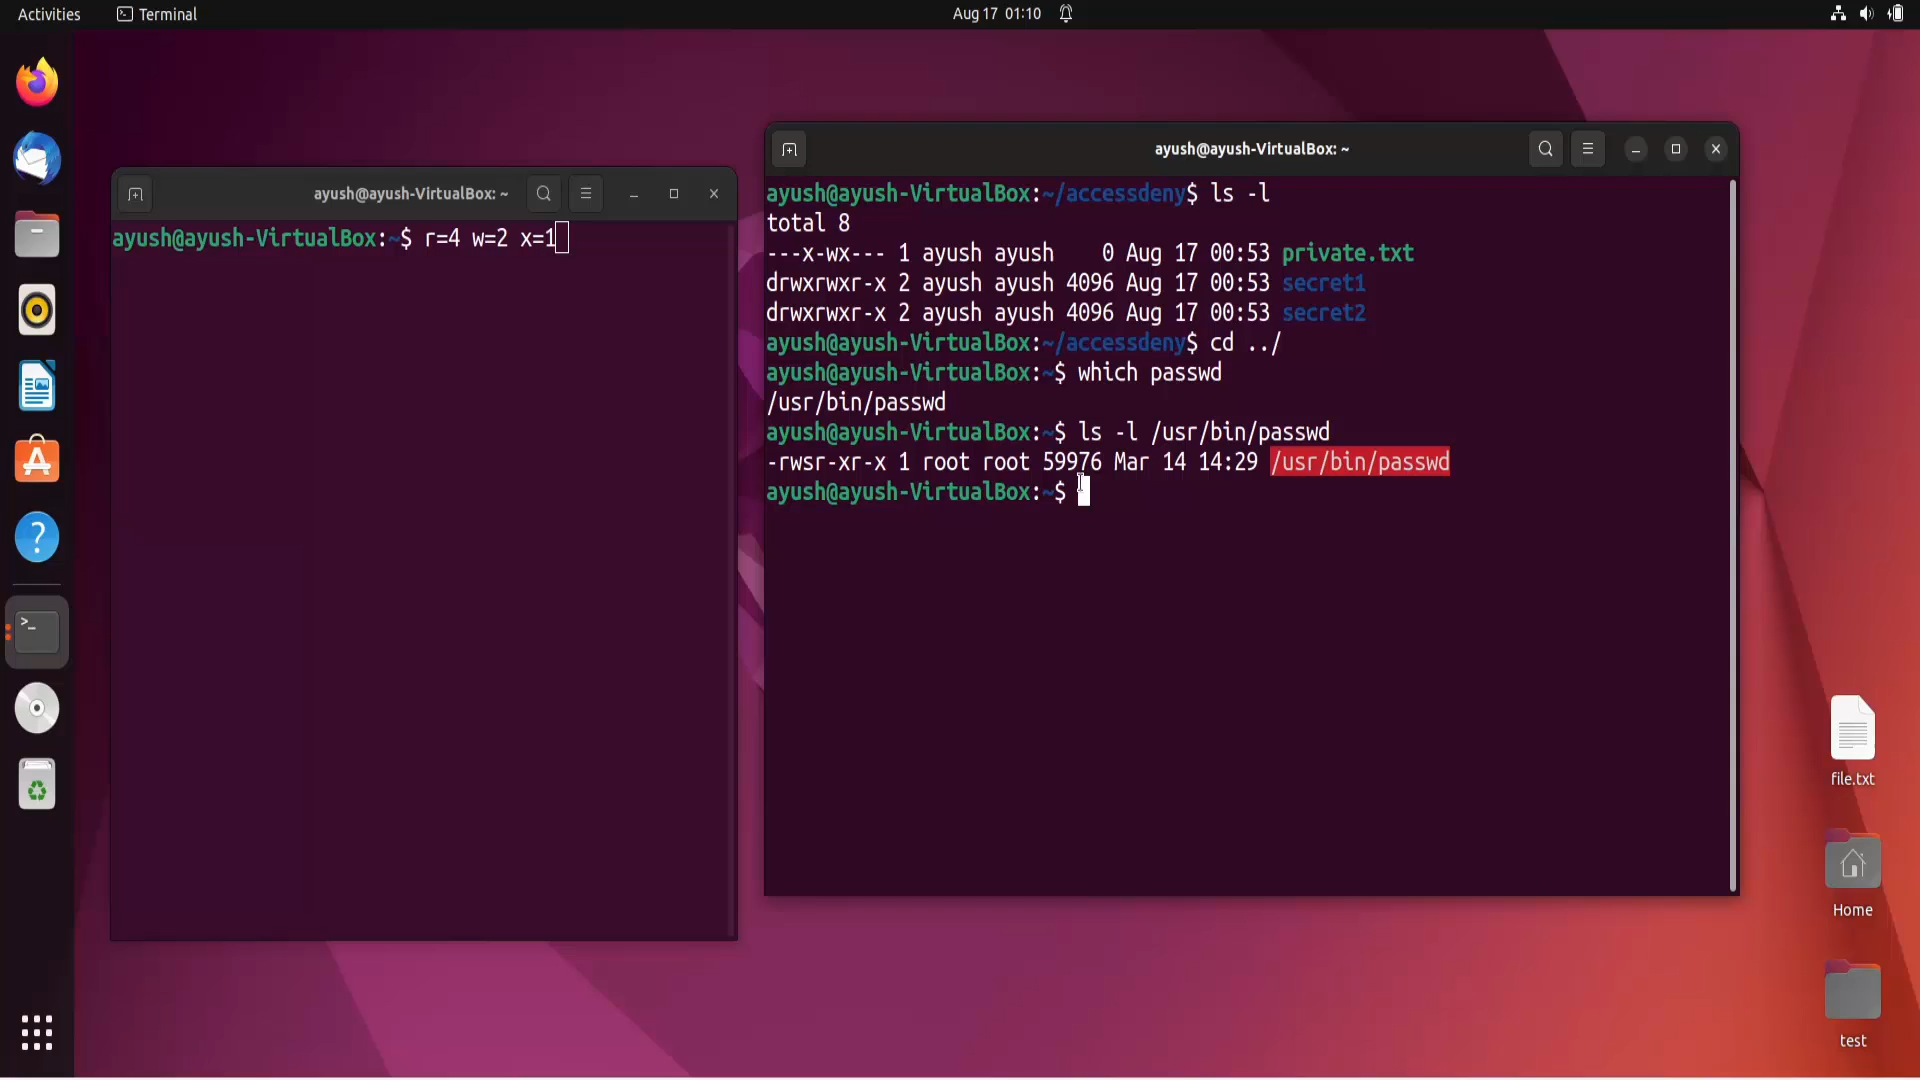 Activities
Terminal
Aug 17 01:10
ayush@ayush-VirtualBox: ~
ayush@ayush-VirtualBox:~$ r=4 w=2 x=1
ayush@ayush-VirtualBox: ~
ayush@ayush-VirtualBox:~/accessdeny$ ls -l
total 8
---x-wx--- 1 ayush ayush    0 Aug 17 00:53 private.txt
drwxrwxr-x 2 ayush ayush 4096 Aug 17 00:53 secret1
drwxrwxr-x 2 ayush ayush 4096 Aug 17 00:53 secret2
ayush@ayush-VirtualBox:~/accessdeny$ cd ../
ayush@ayush-VirtualBox:~$ which passwd
/usr/bin/passwd
ayush@ayush-VirtualBox:~$ ls -l /usr/bin/passwd
-rwsr-xr-x 1 root root 59976 Mar 14 14:29 /usr/bin/passwd
ayush@ayush-VirtualBox:~$
file.txt
Home
test